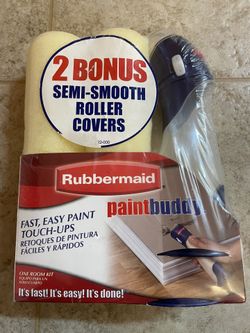 2 BONUS
SEMI-SMOOTH
ROLLER
COVERS
Rubbermaid
paintbuddy
FAST, EASY PAINT
TOUCH-UPS
RETOQUES DE PINTURA
FÁCILES Y RÁPIDOS
ONE ROOM KIT
It's fast! It's easy! It's done!